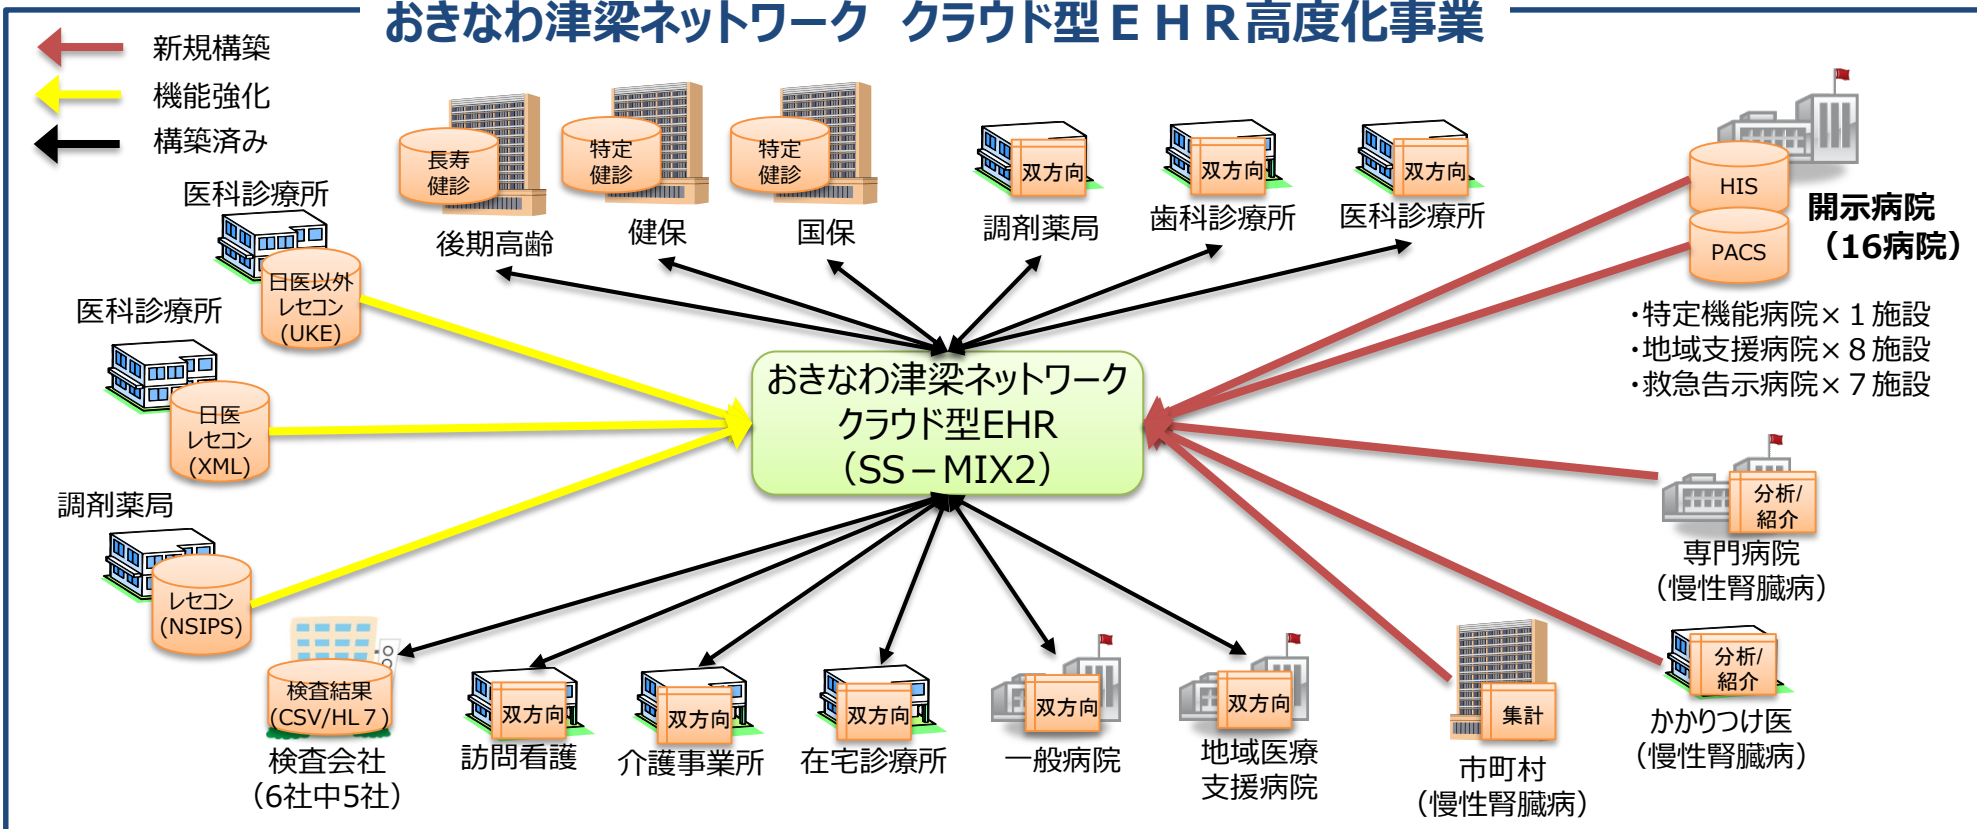 おきなわ津梁ネットワーク クラウド型ＥＨＲ高度化事業
新規構築
機能強化
構築済み
長寿
健診
後期高齢
特定
健診
健保
特定
健診
国保
双方向
調剤薬局
双方向
歯科診療所
双方向
医科診療所
HIS
PACS
開示病院
（16病院）
・特定機能病院×１施設
・地域支援病院×８施設
・救急告示病院×７施設
医科診療所
日医以外
レセコン
(UKE)
医科診療所
日医
レセコン
(XML)
調剤薬局
レセコン
(NSIPS)
おきなわ津梁ネットワーク
クラウド型EHR
（SS－MIX2）
分析/
紹介
専門病院
（慢性腎臓病）
分析/
紹介
かかりつけ医
（慢性腎臓病）
集計
市町村
（慢性腎臓病）
検査結果
(CSV/HL７)
検査会社
（6社中5社）
双方向
訪問看護
双方向
介護事業所
双方向
在宅診療所
双方向
一般病院
双方向
地域医療
支援病院